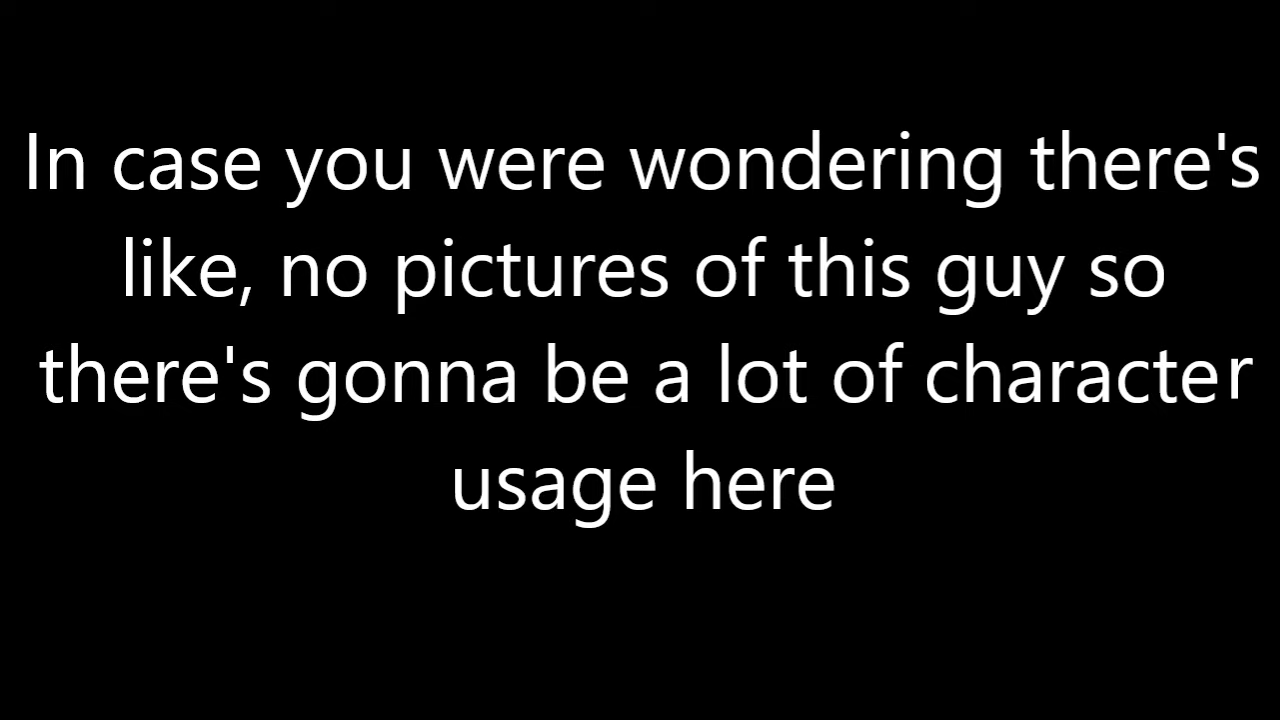 In case you were wondering there's
like, no pictures of this guy so
there's gonna be a lot of character
usage here